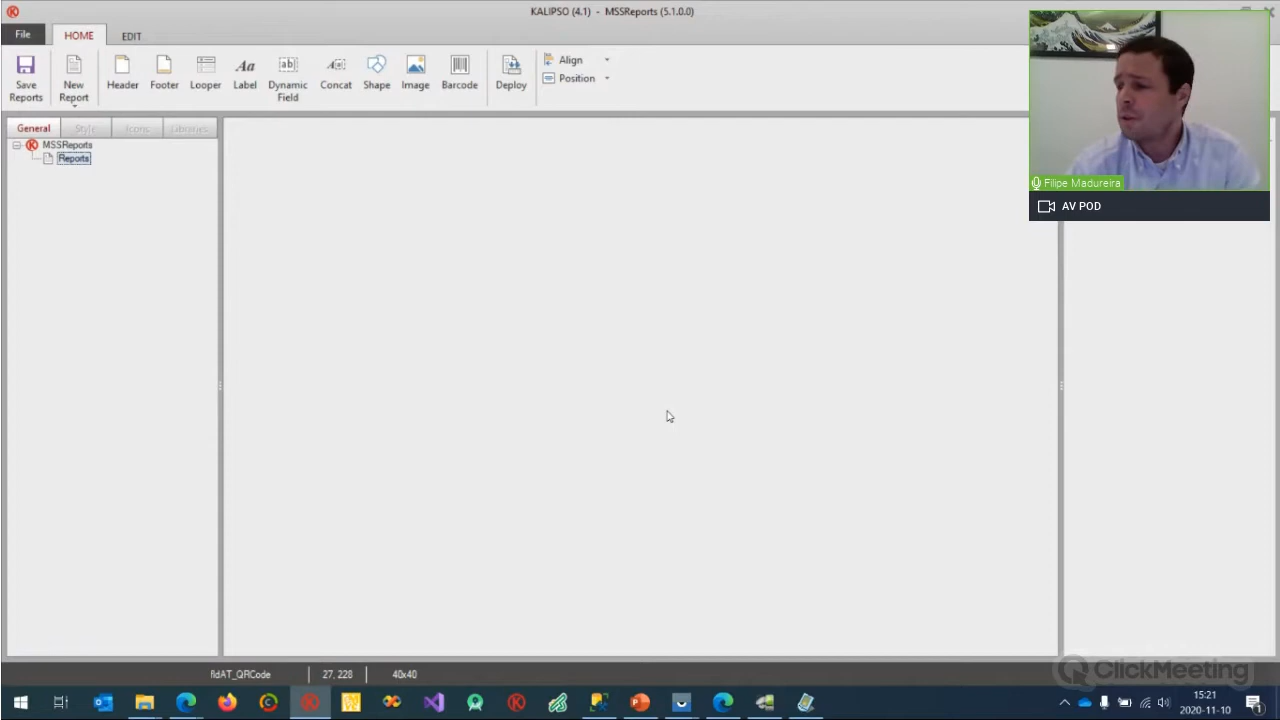 KALIPSO (4.1) - MSSReports (5.1.0.0)
File HOME EDIT
Save Reports
New Report
Header
Footer
Looper
Label
Dynamic Field
Concat
Shape
Image
Barcode
Deploy
Align
Position
General Style Icons Libraries
MSSReports
Reports
Filipe Madureira
AV POD
fldAT_QRCode 27, 228 40x40
ClickMeeting
15:21
2020-11-10
1